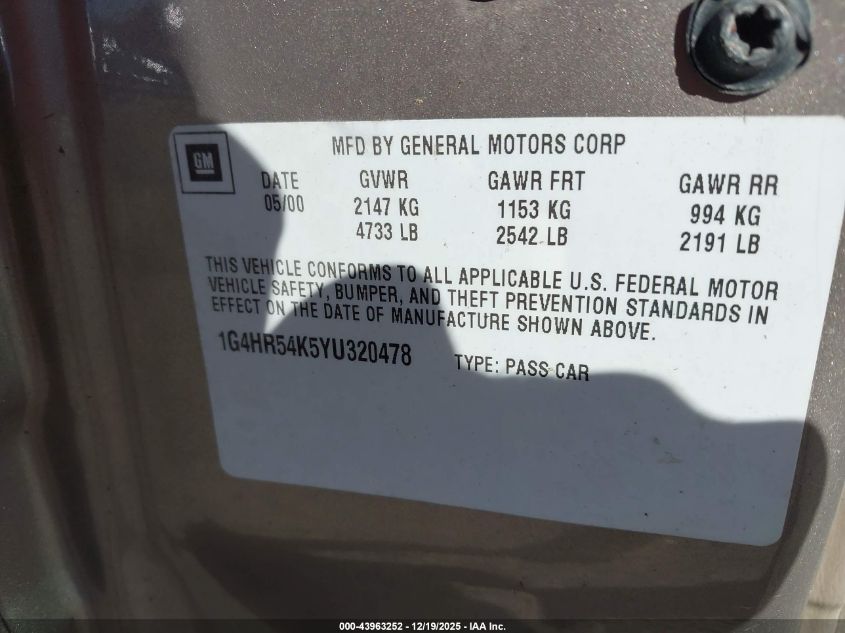 MFD BY GENERAL MOTORS CORP
GM
DATE GVWR GAWR FRT GAWR RR
05/00 2147 KG 1153 KG 994 KG
4733 LB 2542 LB 2191 LB
THIS VEHICLE CONFORMS TO ALL APPLICABLE U.S. FEDERAL MOTOR
VEHICLE SAFETY, BUMPER, AND THEFT PREVENTION STANDARDS IN
EFFECT ON THE DATE OF MANUFACTURE SHOWN ABOVE.
1G4HR54K5YU320478 TYPE: PASS CAR
000-43963252 - 12/19/2025 - IAA Inc.